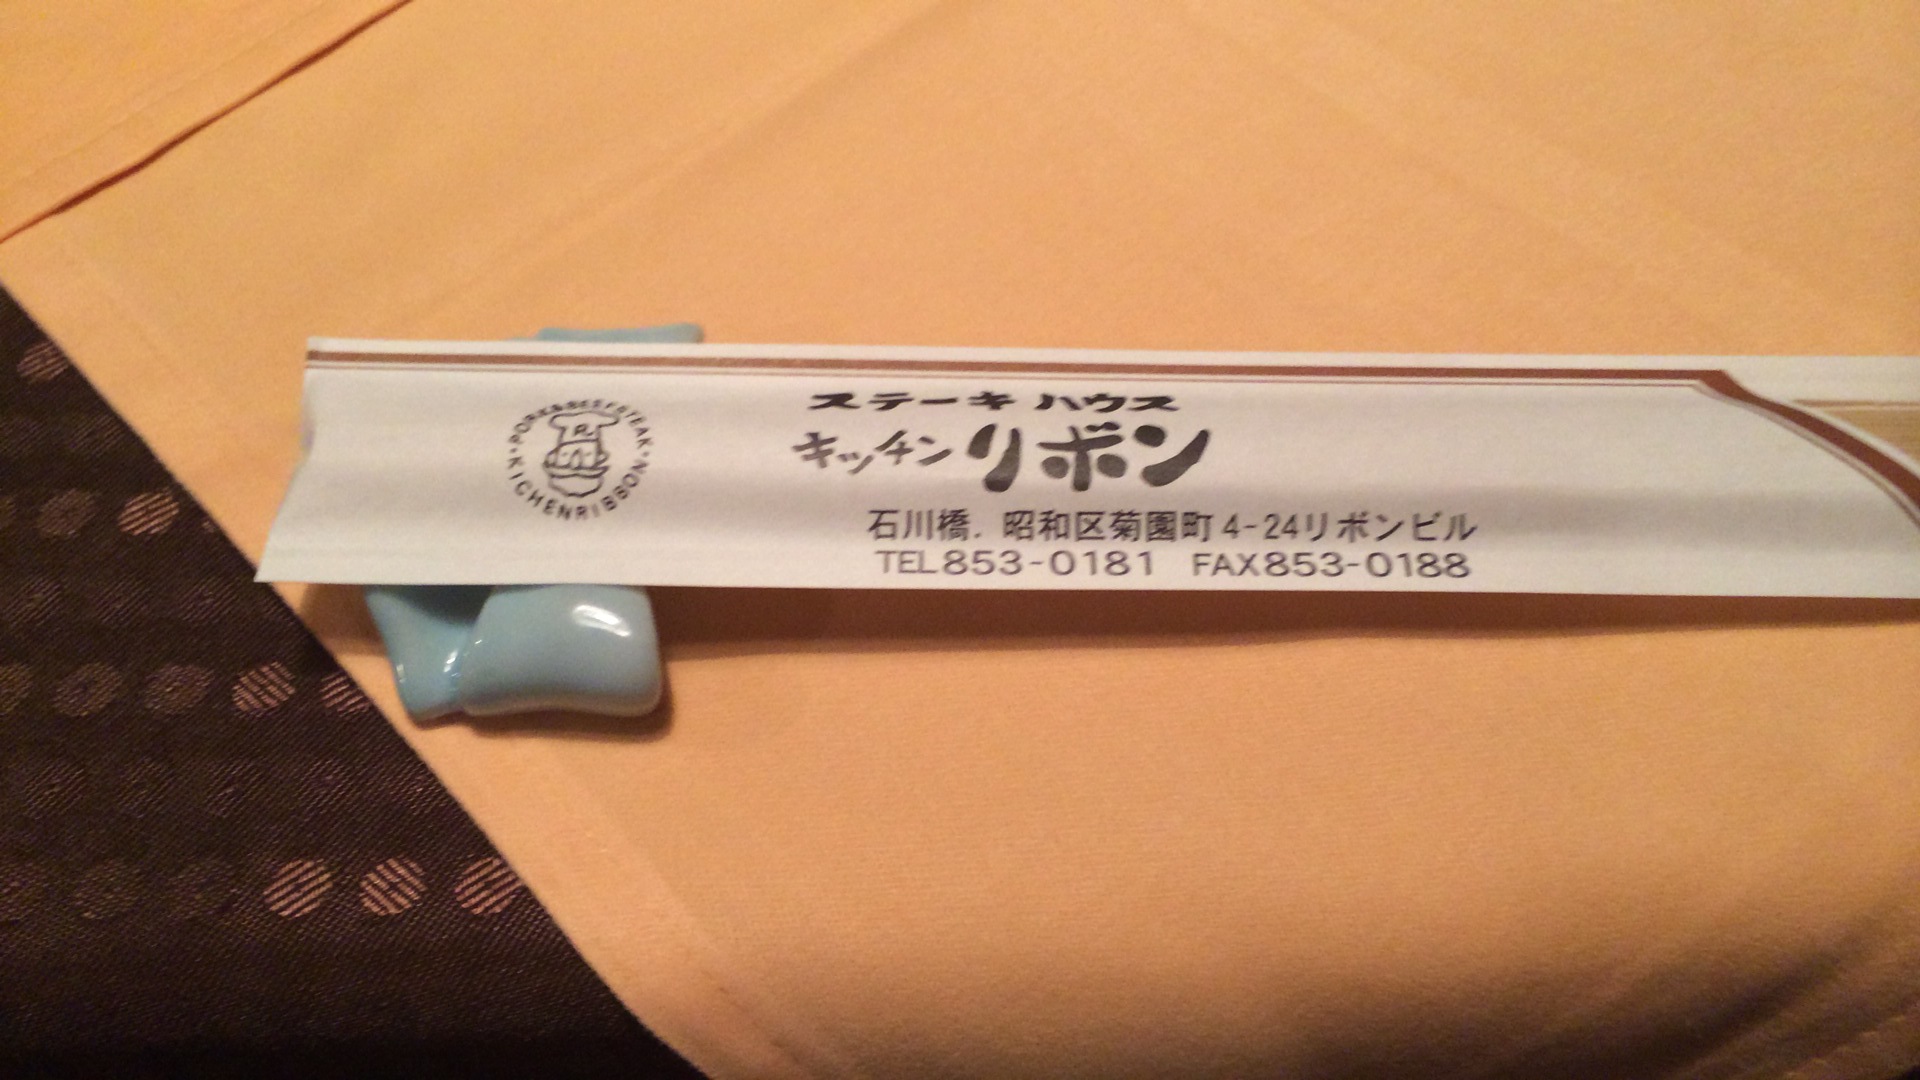 PORK&BEEFSTEAK
KICHENRIBBON
R
ステーキ ハウス
キッチン リボン
石川橋. 昭和区菊園町4-24リボンビル
TEL853-0181 FAX853-0188